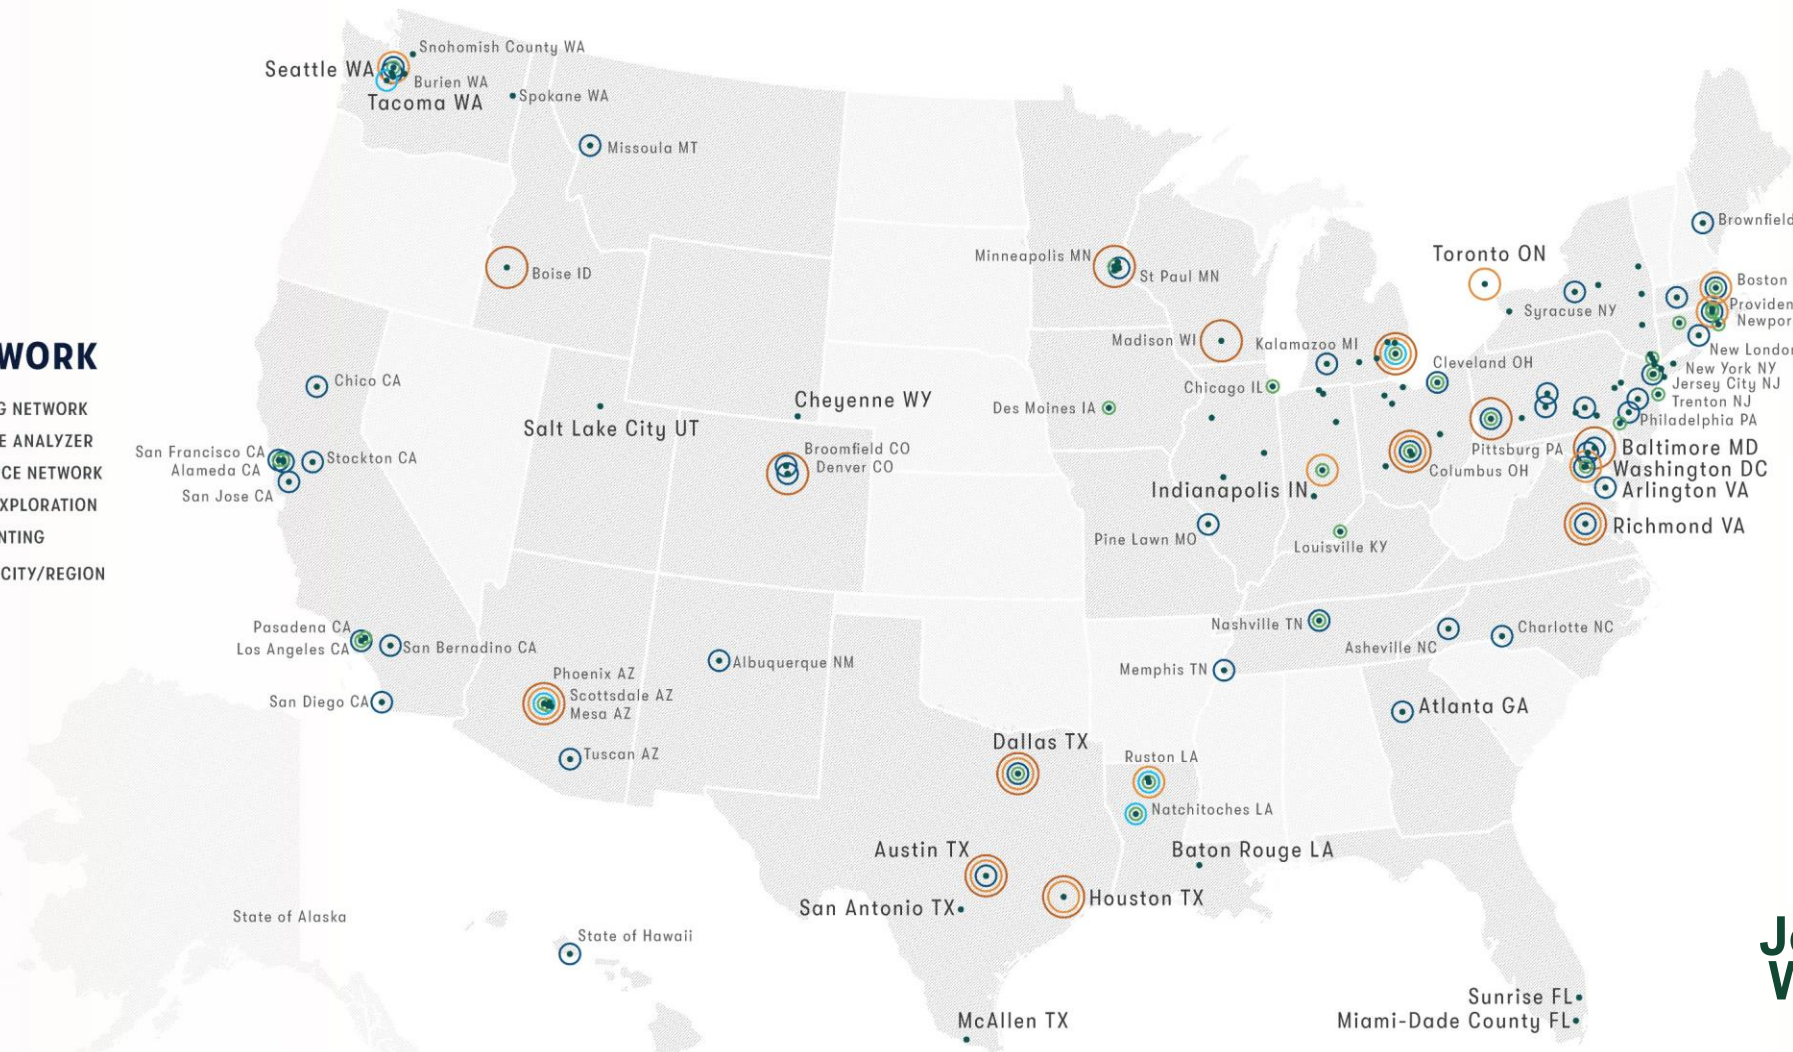 WORK
G NETWORK
E ANALYZER
CE NETWORK
XPLORATION
NTING
CITY/REGION
Snohomish County WA
Seattle WA
Burien WA
Tacoma WA
Spokane WA
Missoula MT
Boise ID
Minneapolis MN
St Paul MN
Madison WI
Kalamazoo MI
Chicago IL
Des Moines IA
Toronto ON
Syracuse NY
Cleveland OH
Brownfield
Boston
Providen
Newpor
New London
New York NY
Jersey City NJ
Trenton NJ
Philadelphia PA
Pittsburg PA
Columbus OH
Baltimore MD
Washington DC
Arlington VA
Richmond VA
Indianapolis IN
Pine Lawn MO
Louisville KY
Chico CA
Salt Lake City UT
Cheyenne WY
Broomfield CO
Denver CO
San Francisco CA
Alameda CA
Stockton CA
San Jose CA
Pasadena CA
Los Angeles CA
San Bernadino CA
San Diego CA
Phoenix AZ
Scottsdale AZ
Mesa AZ
Tuscan AZ
Albuquerque NM
Nashville TN
Memphis TN
Asheville NC
Charlotte NC
Atlanta GA
Dallas TX
Ruston LA
Natchitoches LA
Baton Rouge LA
Austin TX
San Antonio TX
Houston TX
McAllen TX
State of Alaska
State of Hawaii
Sunrise FL
Miami-Dade County FL
J
W